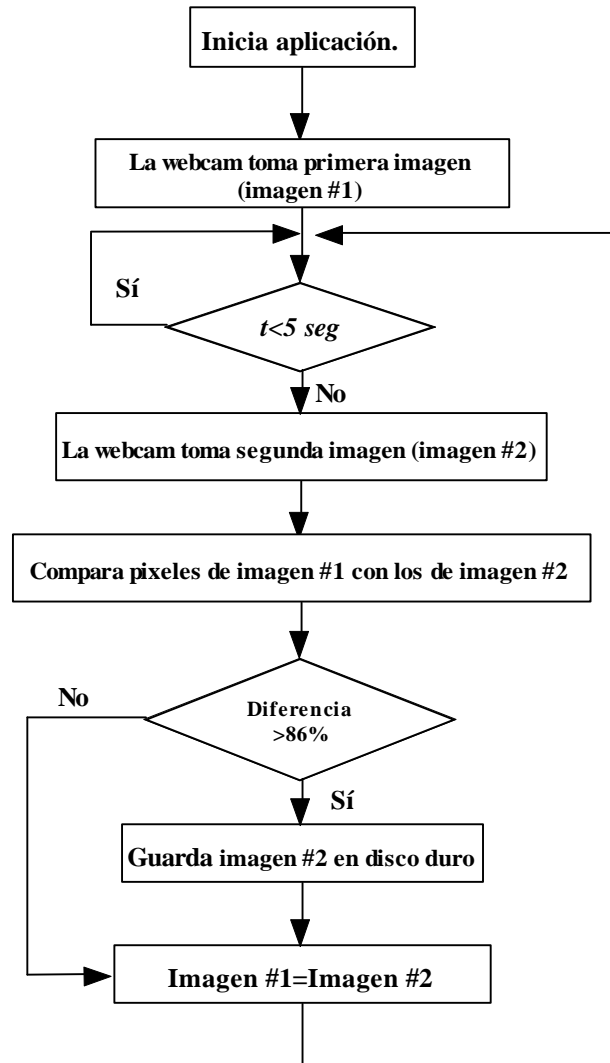 Inicia aplicación.
La webcam toma primera imagen
(imagen #1)
Sí
t<5 seg
No
La webcam toma segunda imagen (imagen #2)
Compara pixeles de imagen #1 con los de imagen #2
No
Diferencia
>86%
Sí
Guarda imagen #2 en disco duro
Imagen #1=Imagen #2